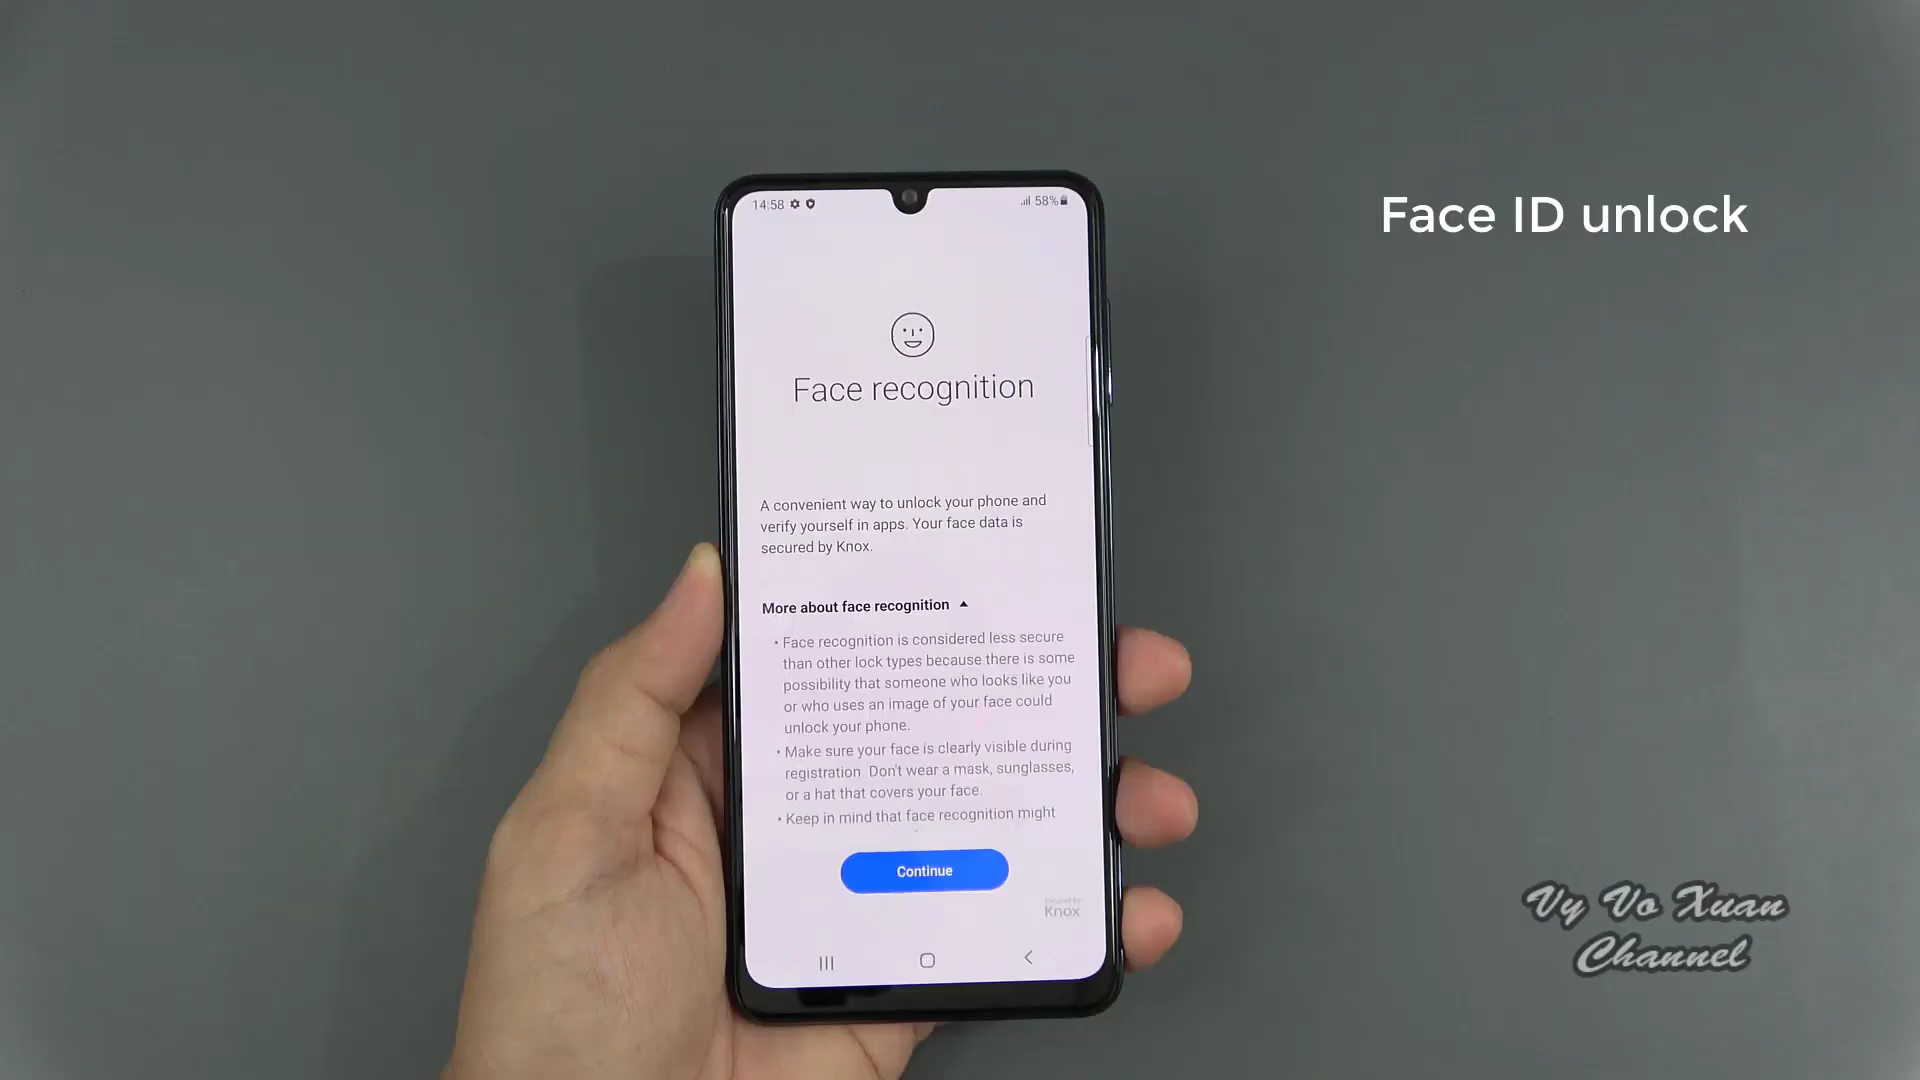 Face ID unlock
14:58
58%
Face recognition
A convenient way to unlock your phone and
verify yourself in apps. Your face data is
secured by Knox.
More about face recognition
• Face recognition is considered less secure
than other lock types because there is some
possibility that someone who looks like you
or who uses an image of your face could
unlock your phone.
• Make sure your face is clearly visible during
registration. Don't wear a mask, sunglasses,
or a hat that covers your face.
• Keep in mind that face recognition might
Continue
Secured by
Knox
Vy Vo Xuan
Channel